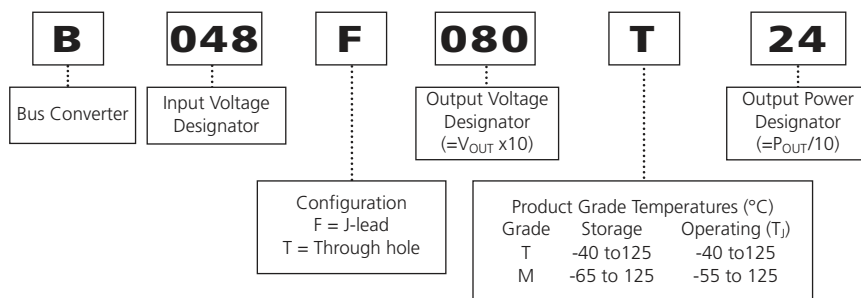 B 048 F 080 T 24
Bus Converter
Input Voltage
Designator
Output Voltage
Designator
(=VOUT x10)
Output Power
Designator
(=POUT/10)
Configuration
F = J-lead
T = Through hole
Product Grade Temperatures (°C)
Grade Storage Operating (TJ)
T -40 to125 -40 to125
M -65 to 125 -55 to 125